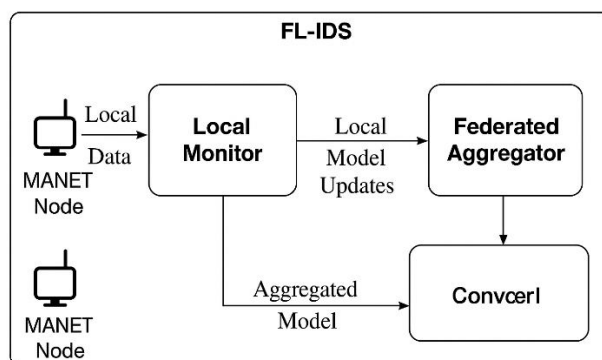 FL-IDS
Local
Data
MANET
Node
Local
Monitor
Local
Model
Updates
Federated
Aggregator
MANET
Node
Aggregated
Model
Convcerl